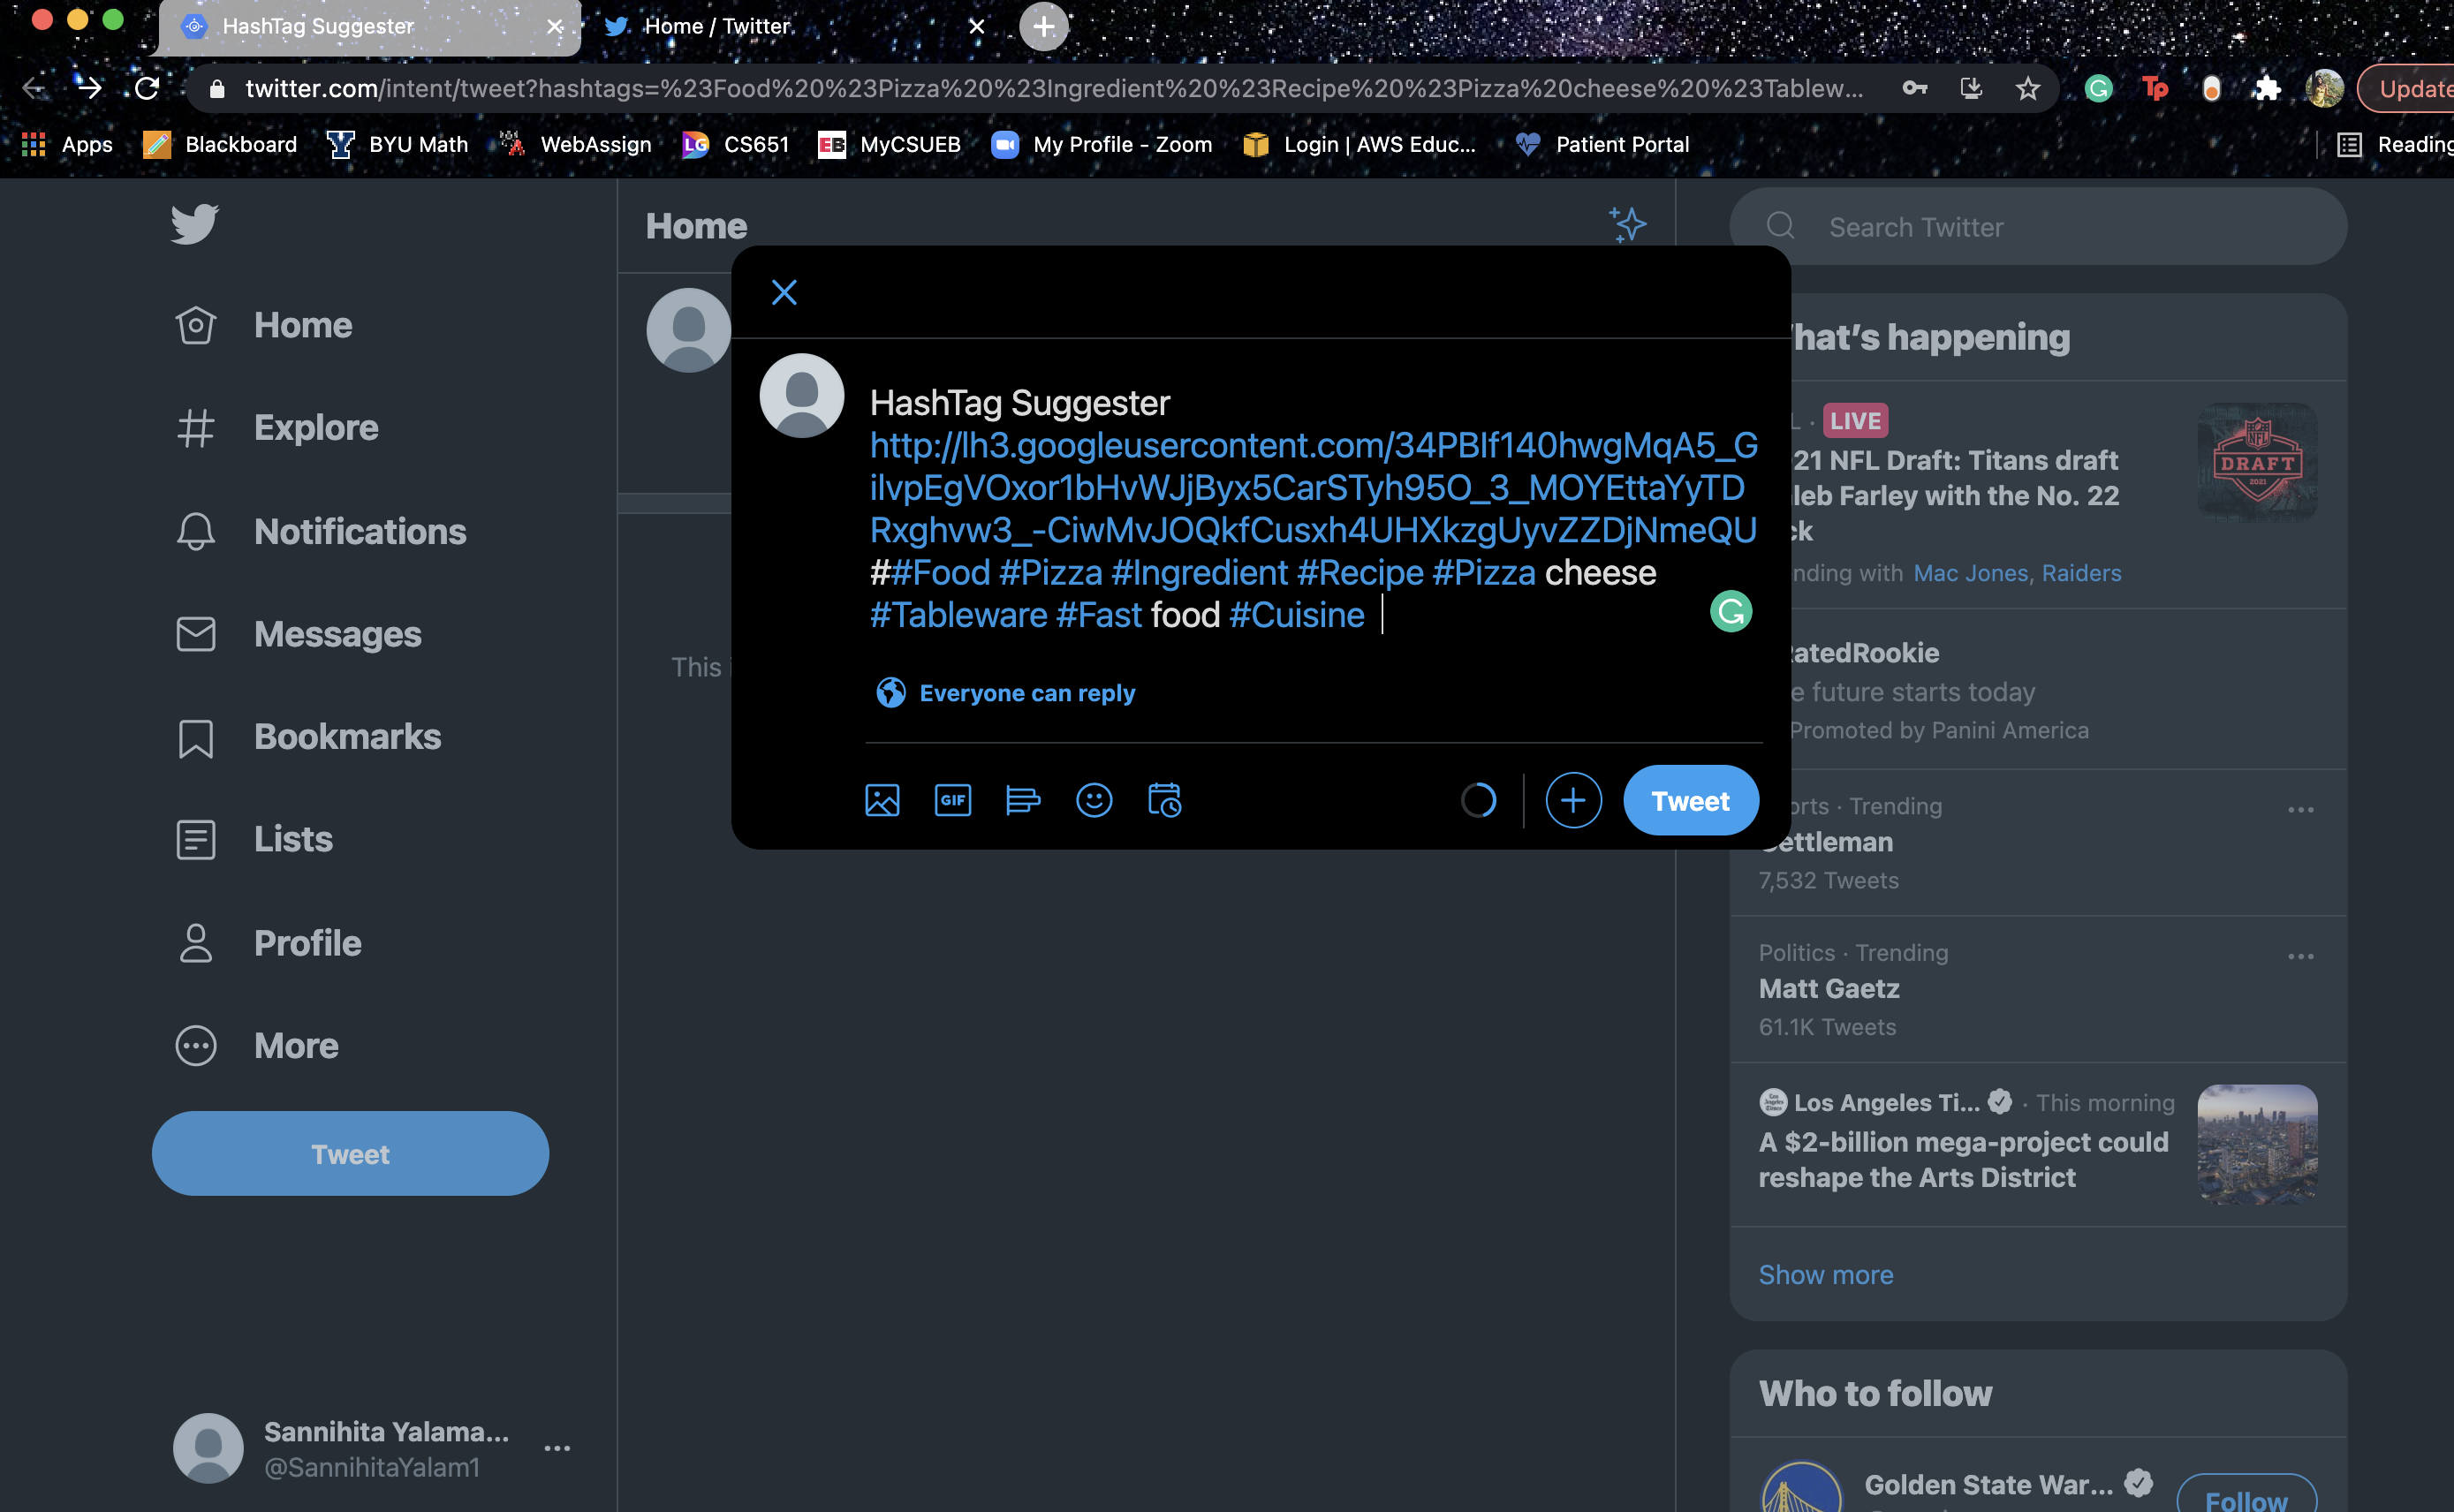 HashTag Suggester
Home / Twitter
twitter.com/intent/tweet?hashtags=%23Food%20%23Pizza%20%23Ingredient%20%23Recipe%20%23Pizza%20cheese%20%23Tablew...
Update
Apps
Blackboard
BYU Math
WebAssign
CS651
MyCSUEB
My Profile - Zoom
Login | AWS Educ...
Patient Portal
Reading
Home
Explore
Notifications
Messages
Bookmarks
Lists
Profile
More
Tweet
Sannihita Yalama...
@SannihitaYalam1
Home
This
HashTag Suggester
http://lh3.googleusercontent.com/34PBIf140hwgMqA5_G
ilvpEgVOxor1bHvWJjByx5CarSTyh95O_3_MOYEttaYyTD
Rxghvw3_-CiwMvJOQkfCusxh4UHXkzgUyvZZDjNmeQU
##Food #Pizza #Ingredient #Recipe #Pizza cheese
#Tableware #Fast food #Cuisine
Everyone can reply
GIF
Tweet
Search Twitter
hat's happening
L · LIVE
21 NFL Draft: Titans draft
leb Farley with the No. 22
ck
nding with Mac Jones, Raiders
NFL
DRAFT
2021
atedRookie
e future starts today
Promoted by Panini America
orts · Trending
ettleman
7,532 Tweets
Politics · Trending
Matt Gaetz
61.1K Tweets
Los Angeles Ti... · This morning
A $2-billion mega-project could
reshape the Arts District
Show more
Who to follow
Golden State War...
Follow